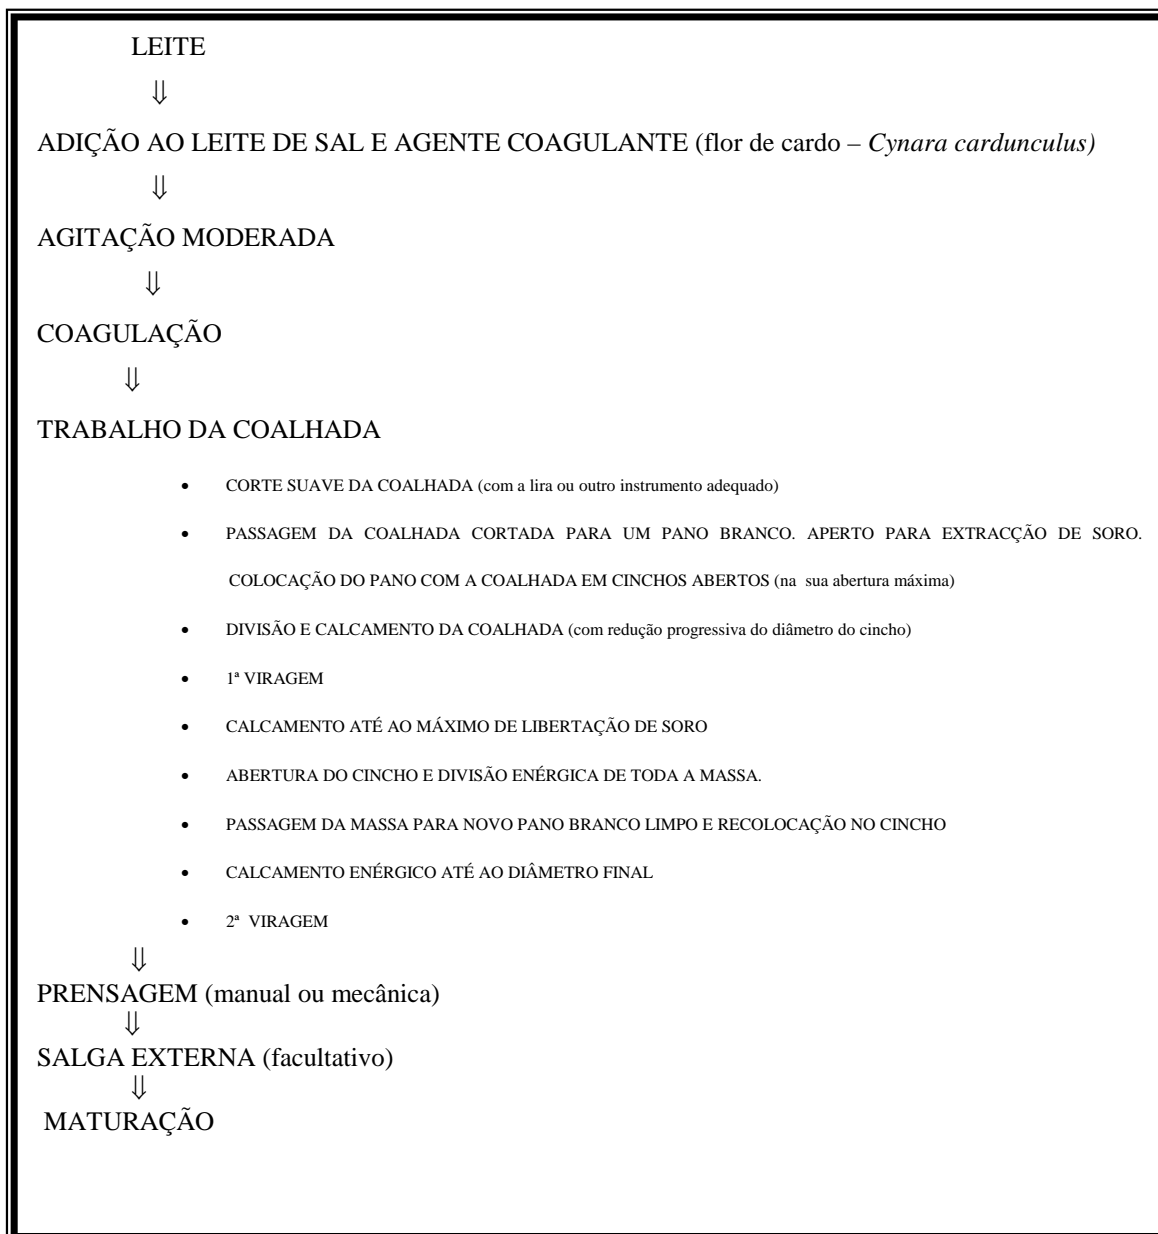 LEITE
⇓
ADIÇÃO AO LEITE DE SAL E AGENTE COAGULANTE (flor de cardo – Cynara cardunculus)
⇓
AGITAÇÃO MODERADA
⇓
COAGULAÇÃO
⇓
TRABALHO DA COALHADA
• CORTE SUAVE DA COALHADA (com a lira ou outro instrumento adequado)
• PASSAGEM DA COALHADA CORTADA PARA UM PANO BRANCO. APERTO PARA EXTRACÇÃO DE SORO.
COLOCAÇÃO DO PANO COM A COALHADA EM CINCHOS ABERTOS (na sua abertura máxima)
• DIVISÃO E CALCAMENTO DA COALHADA (com redução progressiva do diâmetro do cincho)
• 1ª VIRAGEM
• CALCAMENTO ATÉ AO MÁXIMO DE LIBERTAÇÃO DE SORO
• ABERTURA DO CINCHO E DIVISÃO ENÉRGICA DE TODA A MASSA.
• PASSAGEM DA MASSA PARA NOVO PANO BRANCO LIMPO E RECOLOCAÇÃO NO CINCHO
• CALCAMENTO ENÉRGICO ATÉ AO DIÂMETRO FINAL
• 2ª VIRAGEM
⇓
PRENSAGEM (manual ou mecânica)
⇓
SALGA EXTERNA (facultativo)
⇓
MATURAÇÃO